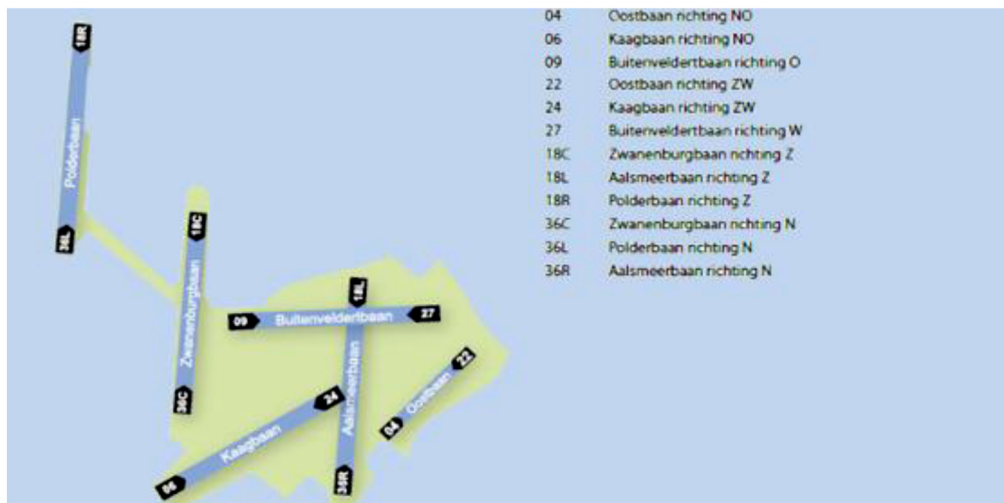 18R
Polderbaan
36L
18C
Zwanenburgbaan
36C
18L
09 Buitenveldertbaan 27
Aalsmeerbaan
36R
22
Oostbaan
04
24
Kaagbaan
06
04 Oostbaan richting NO
06 Kaagbaan richting NO
09 Buitenveldertbaan richting O
22 Oostbaan richting ZW
24 Kaagbaan richting ZW
27 Buitenveldertbaan richting W
18C Zwanenburgbaan richting Z
18L Aalsmeerbaan richting Z
18R Polderbaan richting Z
36C Zwanenburgbaan richting N
36L Polderbaan richting N
36R Aalsmeerbaan richting N